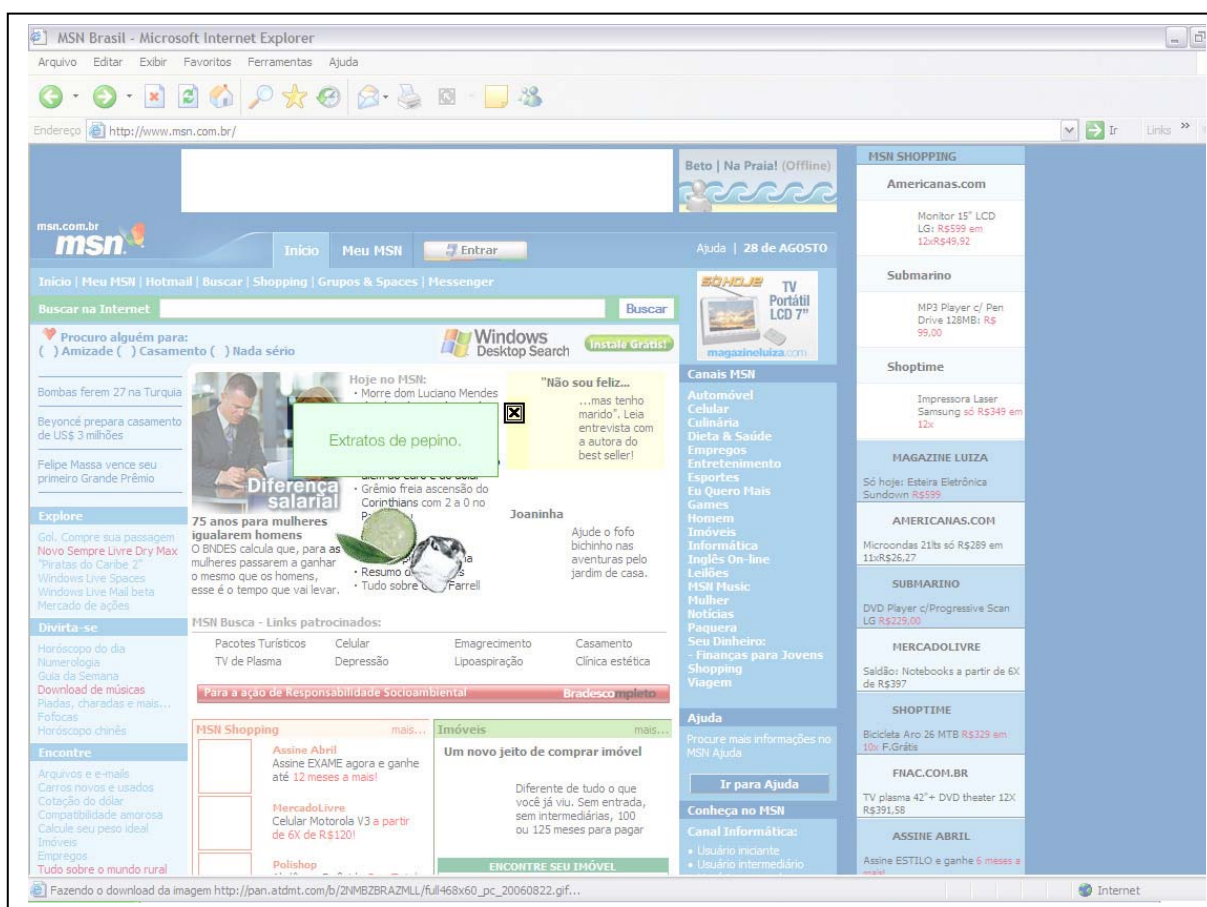 MSN Brasil - Microsoft Internet Explorer
Arquivo Editar Exibir Favoritos Ferramentas Ajuda
Endereço http://www.msn.com.br/ Ir Links »
Beto | Na Praia! (Offline)
msn.com.br
msn
Início Meu MSN Entrar
Ajuda | 28 de AGOSTO
Início | Meu MSN | Hotmail | Buscar | Shopping | Grupos & Spaces | Messenger
Buscar na Internet Buscar
Procuro alguém para:
( ) Amizade ( ) Casamento ( ) Nada sério
Windows
Desktop Search
Instale Grátis!
SÓ HOJE TV
Portátil
LCD 7"
magazineluiza.com
Bombas ferem 27 na Turquia
Beyoncé prepara casamento
de US$ 3 milhões
Felipe Massa vence seu
primeiro Grande Prêmio
Explore
Gol. Compre sua passagem
Novo Sempre Livre Dry Max
"Piratas do Caribe 2"
Windows Live Spaces
Windows Live Mail beta
Mercado de ações
Divirta-se
Horóscopo do dia
Numerologia
Guia da Semana
Download de músicas
Piadas, charadas e mais...
Fofocas
Horóscopo chinês
Encontre
Arquivos e e-mails
Carros novos e usados
Cotação do dólar
Compatibilidade amorosa
Calcule seu peso ideal
Imóveis
Empregos
Tudo sobre o mundo rural
Diferença
salarial
75 anos para mulheres
igualarem homens
O BNDES calcula que, para as
mulheres passarem a ganhar
o mesmo que os homens,
esse é o tempo que vai levar.
Hoje no MSN:
• Morre dom Luciano Mendes
Extratos de pepino.
• Grêmio freia ascensão do
Corinthians com 2 a 0 no
• Resumo
• Tudo sobre Farrell
"Não sou feliz...
...mas tenho
marido". Leia
entrevista com
a autora do
best seller!
Joaninha
Ajude o fofo
bichinho nas
aventuras pelo
jardim de casa.
MSN Busca - Links patrocinados:
Pacotes Turísticos Celular Emagrecimento Casamento
TV de Plasma Depressão Lipoaspiração Clínica estética
Para a ação de Responsabilidade Socioambiental Bradescompleto
MSN Shopping mais...
Assine Abril
Assine EXAME agora e ganhe
até 12 meses a mais!
MercadoLivre
Celular Motorola V3 a partir
de 6X de R$120!
Polishop
Imóveis mais...
Um novo jeito de comprar imóvel
Diferente de tudo o que
você já viu. Sem entrada,
sem intermediárias, 100
ou 125 meses para pagar
ENCONTRE SEU IMÓVEL
Canais MSN
Automóvel
Celular
Culinária
Dieta & Saúde
Empregos
Entretenimento
Esportes
Eu Quero Mais
Games
Homem
Imóveis
Informática
Inglês On-line
Leilões
MSN Music
Mulher
Notícias
Paquera
Seu Dinheiro:
- Finanças para Jovens
Shopping
Viagem
Ajuda
Procure mais informações no
MSN Ajuda
Ir para Ajuda
Conheça no MSN
Canal Informática:
• Usuário iniciante
• Usuário intermediário
MSN SHOPPING
Americanas.com
Monitor 15" LCD
LG: R$599 em
12xR$49,92
Submarino
MP3 Player c/ Pen
Drive 128MB: R$
99,00
Shoptime
Impressora Laser
Samsung só R$349 em
12x
MAGAZINE LUIZA
Só hoje: Esteira Eletrônica
Sundown R$599
AMERICANAS.COM
Microondas 21lts só R$289 em
11xR$26,27
SUBMARINO
DVD Player c/Progressive Scan
LG R$229,00
MERCADOLIVRE
Saldão: Notebooks a partir de 6X
de R$397
SHOPTIME
Bicicleta Aro 26 MTB R$329 em
10x F.Grátis
FNAC.COM.BR
TV plasma 42"+ DVD theater 12X
R$391,58
ASSINE ABRIL
Assine ESTILO e ganhe 6 meses a
mais!
Fazendo o download da imagem http://pan.atdmt.com/b/2NMBZBRAZMLL/full468x60_pc_20060822.gif... Internet